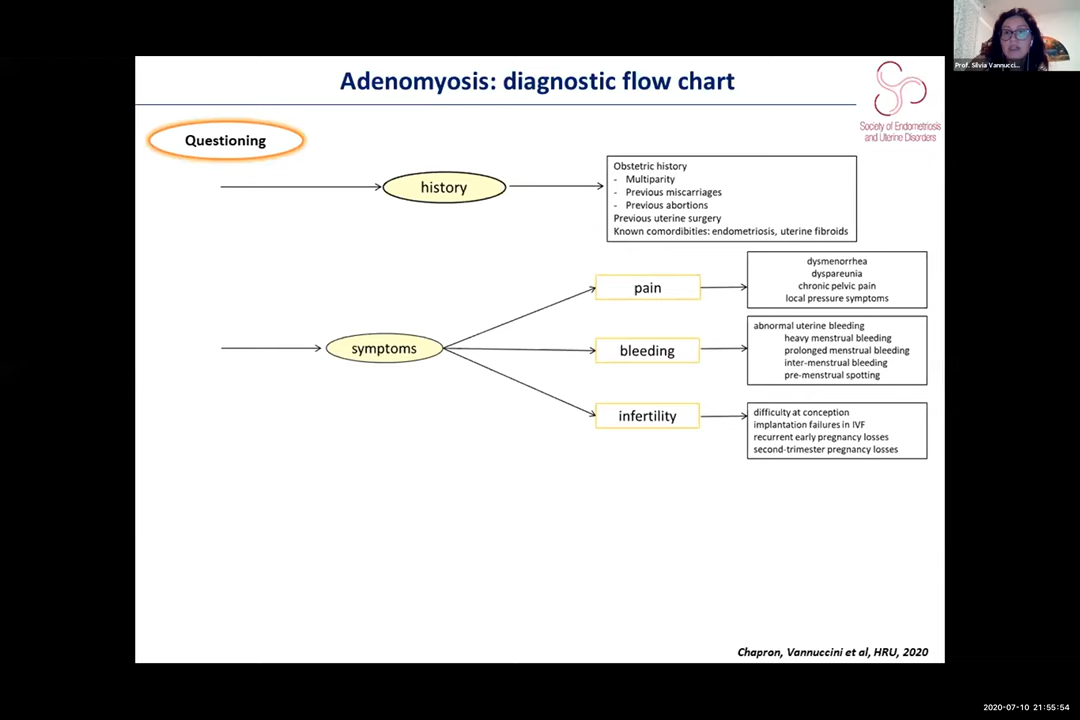 Prof. Silvia Vannucci...
Adenomyosis: diagnostic flow chart
Society of Endometriosis
and Uterine Disorders
Questioning
history
Obstetric history
- Multiparity
- Previous miscarriages
- Previous abortions
Previous uterine surgery
Known comordibities: endometriosis, uterine fibroids
symptoms
pain
dysmenorrhea
dyspareunia
chronic pelvic pain
local pressure symptoms
bleeding
abnormal uterine bleeding
heavy menstrual bleeding
prolonged menstrual bleeding
inter-menstrual bleeding
pre-menstrual spotting
infertility
difficulty at conception
implantation failures in IVF
recurrent early pregnancy losses
second-trimester pregnancy losses
Chapron, Vannuccini et al, HRU, 2020
2020-07-10 21:55:54